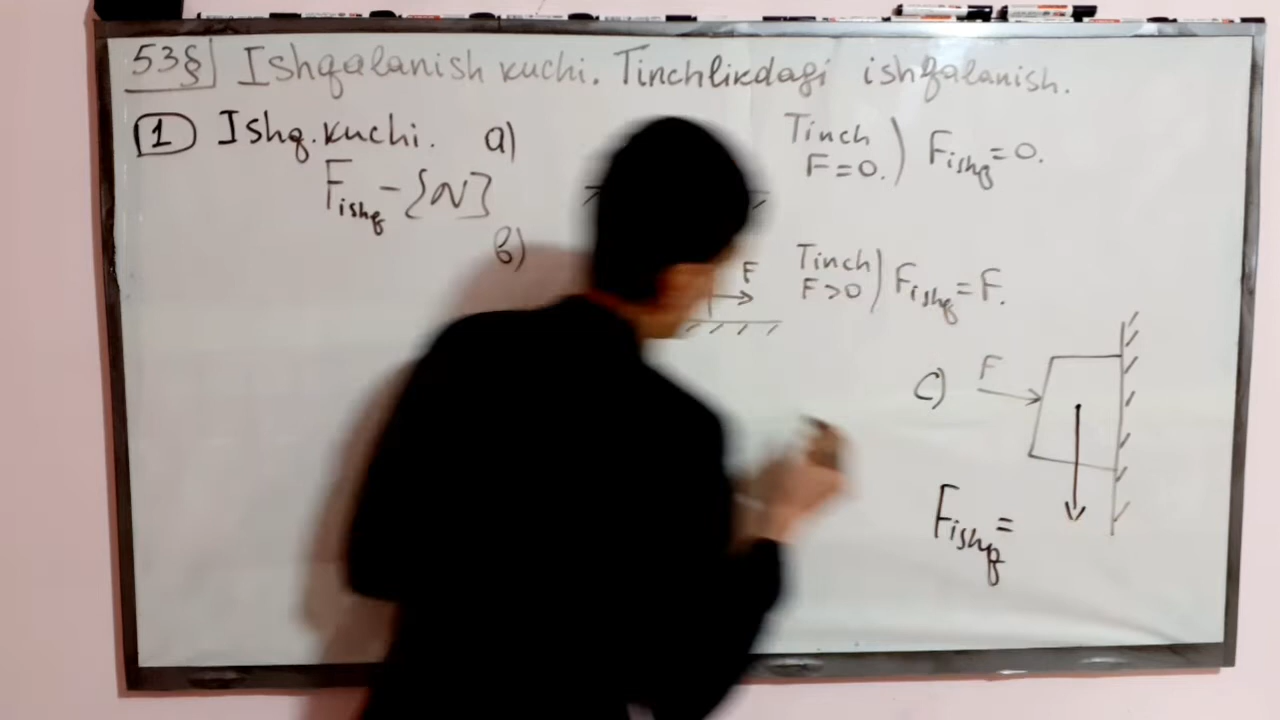 53§ Ishqalanish kuchi. Tinchlikdagi ishqalanish.
1 Ishq. kuchi. a)
Fishq - {N}
Tinch
F=0. ) Fishq=0.
b)
F
Tinch
F>0 ) Fishq=F.
c) F
Fishq=